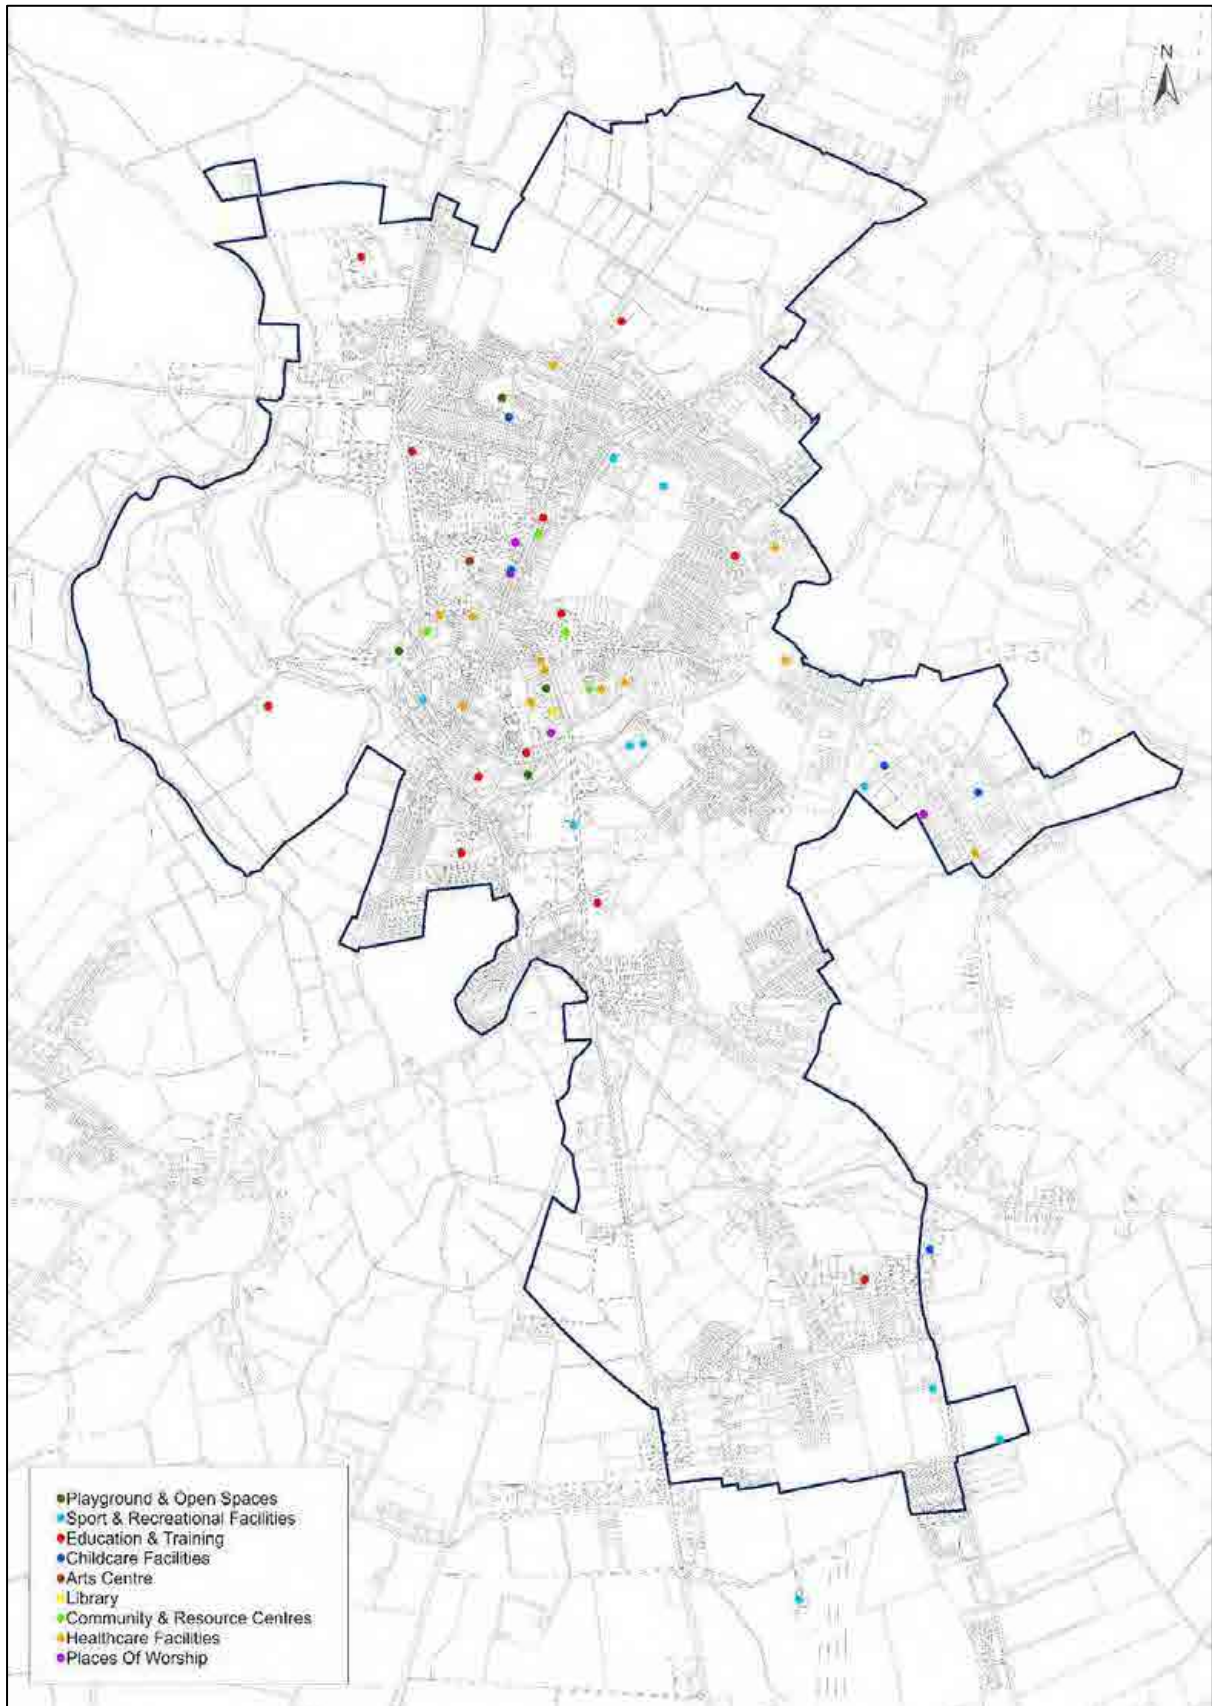 N
Playground & Open Spaces
Sport & Recreational Facilities
Education & Training
Childcare Facilities
Arts Centre
Library
Community & Resource Centres
Healthcare Facilities
Places Of Worship